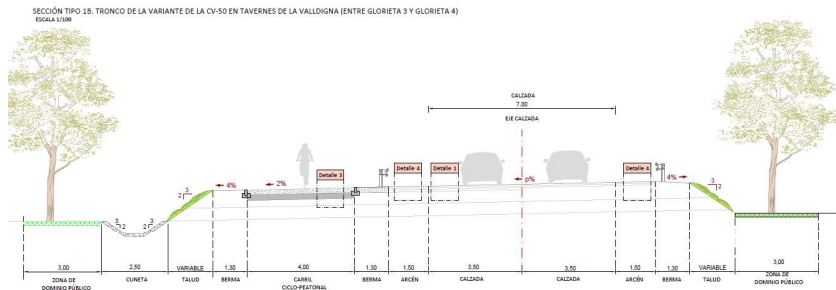 SECCIÓN TIPO 1B. TRONCO DE LA VARIANTE DE LA CV-50 EN TAVERNES DE LA VALLDIGNA (ENTRE GLORIETA 3 Y GLORIETA 4)
ESCALA 1/100
CALZADA
7.00
EJE CALZADA
Detalle 3
Detalle 4
Detalle 1
Detalle 4
4%
2%
p%
4%
3
2
3
2
3
2
3
2
3,00
2,50
VARIABLE
1,30
4,00
1,30
1,50
3,50
3,50
1,50
1,30
VARIABLE
3,00
ZONA DE
DOMINIO PÚBLICO
CUNETA
TALUD
BERMA
CARRIL
CICLO-PEATONAL
BERMA
ARCÉN
CALZADA
CALZADA
ARCÉN
BERMA
TALUD
ZONA DE
DOMINIO PÚBLICO